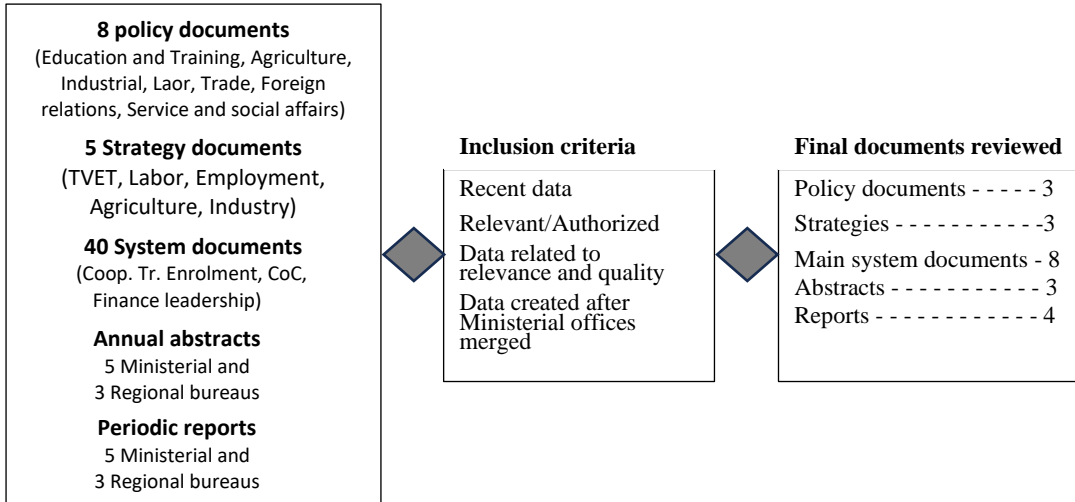 8 policy documents
(Education and Training, Agriculture,
Industrial, Laor, Trade, Foreign
relations, Service and social affairs)
5 Strategy documents
(TVET, Labor, Employment,
Agriculture, Industry)
40 System documents
(Coop. Tr. Enrolment, CoC,
Finance leadership)
Annual abstracts
5 Ministerial and
3 Regional bureaus
Periodic reports
5 Ministerial and
3 Regional bureaus
Inclusion criteria
Recent data
Relevant/Authorized
Data related to
relevance and quality
Data created after
Ministerial offices
merged
Final documents reviewed
Policy documents - - - - - 3
Strategies - - - - - - - - - - -3
Main system documents - 8
Abstracts - - - - - - - - - - - 3
Reports - - - - - - - - - - - - 4